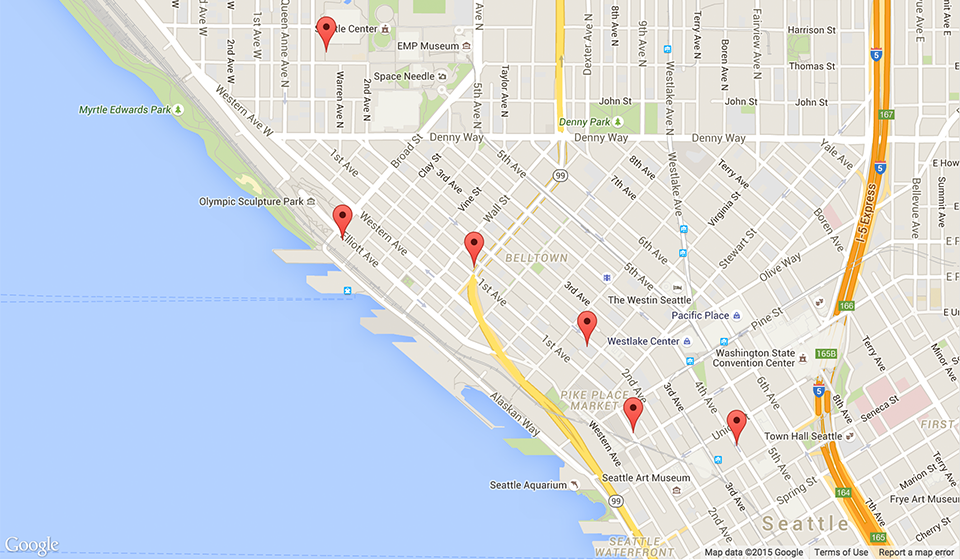 2nd Ave W
1st Ave W
Queen Anne Ave N
Seattle Center
EMP Museum
Space Needle
Warren Ave N
2nd Ave N
5th Ave N
Taylor Ave N
Dexter Ave N
9th Ave N
Westlake Ave N
Boren Ave N
Terry Ave N
Fairview Ave N
Harrison St
Thomas St
John St
John St
John St
Denny Park
Denny Way
Denny Way
Denny Way
Myrtle Edwards Park
Western Ave W
1st Ave
Broad St
Clay St
3rd Ave
Vine St
Wall St
5th Ave
8th Ave
7th Ave
Westlake Ave
Terry Ave
Virginia St
Yale Ave
Boren Ave
Stewart St
Olive Way
6th Ave
5th Ave
3rd Ave
Olympic Sculpture Park
Elliott Ave
Western Ave
99
BELLTOWN
1st Ave
1st Ave
The Westin Seattle
Pacific Place
Pine St
Westlake Center
Washington State
Convention Center
PIKE PLACE
MARKET
2nd Ave
3rd Ave
4th Ave
6th Ave
Alaskan Way
Western Ave
Town Hall Seattle
Seattle Art Museum
Seattle Aquarium
5th Ave
3rd Ave
Spring St
Seneca St
8th Ave
7th Ave
Terry Ave
Minor Ave
Marion St
Terry Ave
Frye Art Museum
Cherry St
FIRST
5
5
5
167
166
165B
164
165
I-5 Express
Bellevue Ave
Summit Ave
99
Seattle
SEATTLE
WATERFRONT
Google
Map data ©2015 Google
Terms of Use
Report a map error